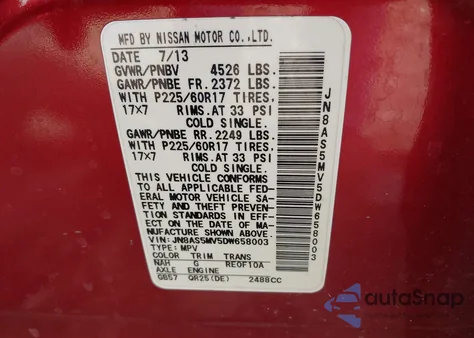 MFD BY NISSAN MOTOR CO.,LTD.
DATE 7/13
GVWR/PNBV 4526 LBS.
GAWR/PNBE FR. 2372 LBS.
WITH P225/60R17 TIRES,
17x7 RIMS.AT 33 PSI
COLD SINGLE.
GAWR/PNBE RR. 2249 LBS.
WITH P225/60R17 TIRES,
17x7 RIMS.AT 33 PSI
COLD SINGLE.
THIS VEHICLE CONFORMS
TO ALL APPLICABLE FED-
ERAL MOTOR VEHICLE SA-
FETY AND THEFT PREVEN-
TION STANDARDS IN EFF-
ECT ON THE DATE OF MA-
NUFACTURE SHOWN ABOVE.
VIN: JN8AS5MV5DW658003
TYPE: MPV
COLOR TRIM TRANS
NAH G RE0F10A
AXLE ENGINE
GB57 QR25(DE) 2488CC
JN8AS5MV5DW658003
autoSnap